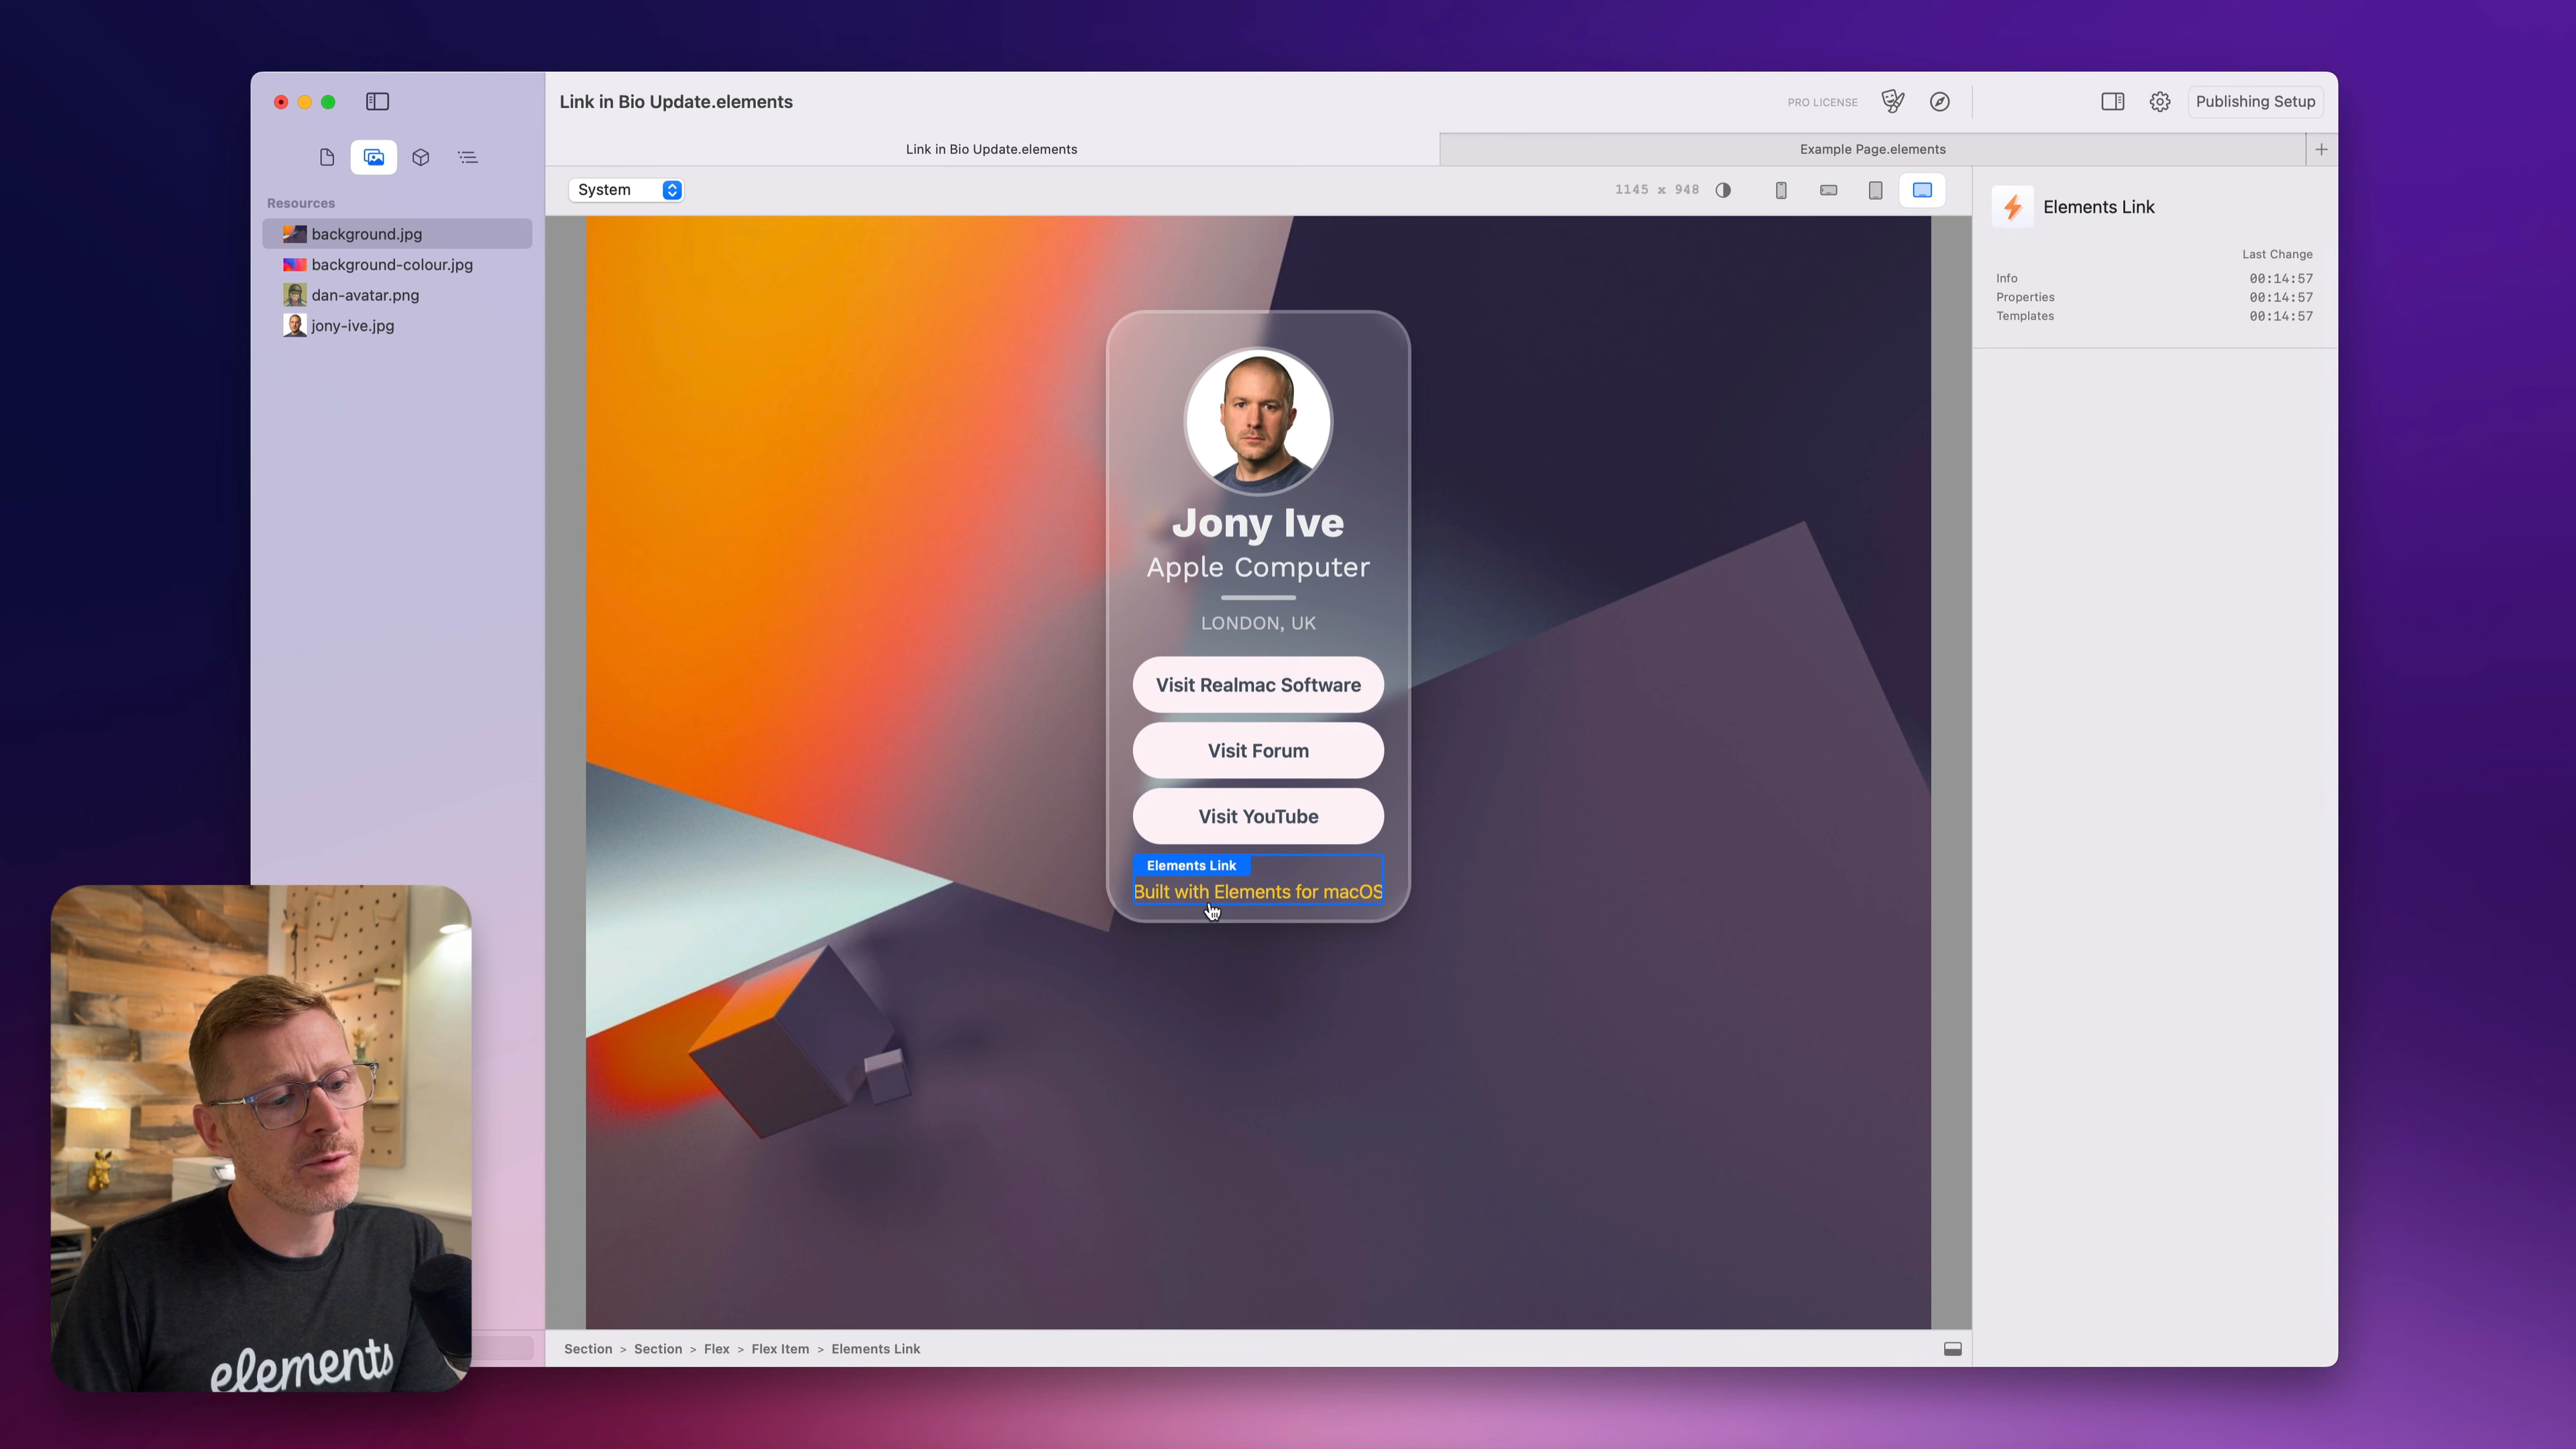 Link in Bio Update.elements
PRO LICENSE
Publishing Setup
Link in Bio Update.elements
Example Page.elements
System
1145 x 948
Resources
background.jpg
background-colour.jpg
dan-avatar.png
jony-ive.jpg
Elements Link
Last Change
Info 00:14:57
Properties 00:14:57
Templates 00:14:57
Jony Ive
Apple Computer
LONDON, UK
Visit Realmac Software
Visit Forum
Visit YouTube
Elements Link
Built with Elements for macOS
elements
Section > Section > Flex > Flex Item > Elements Link